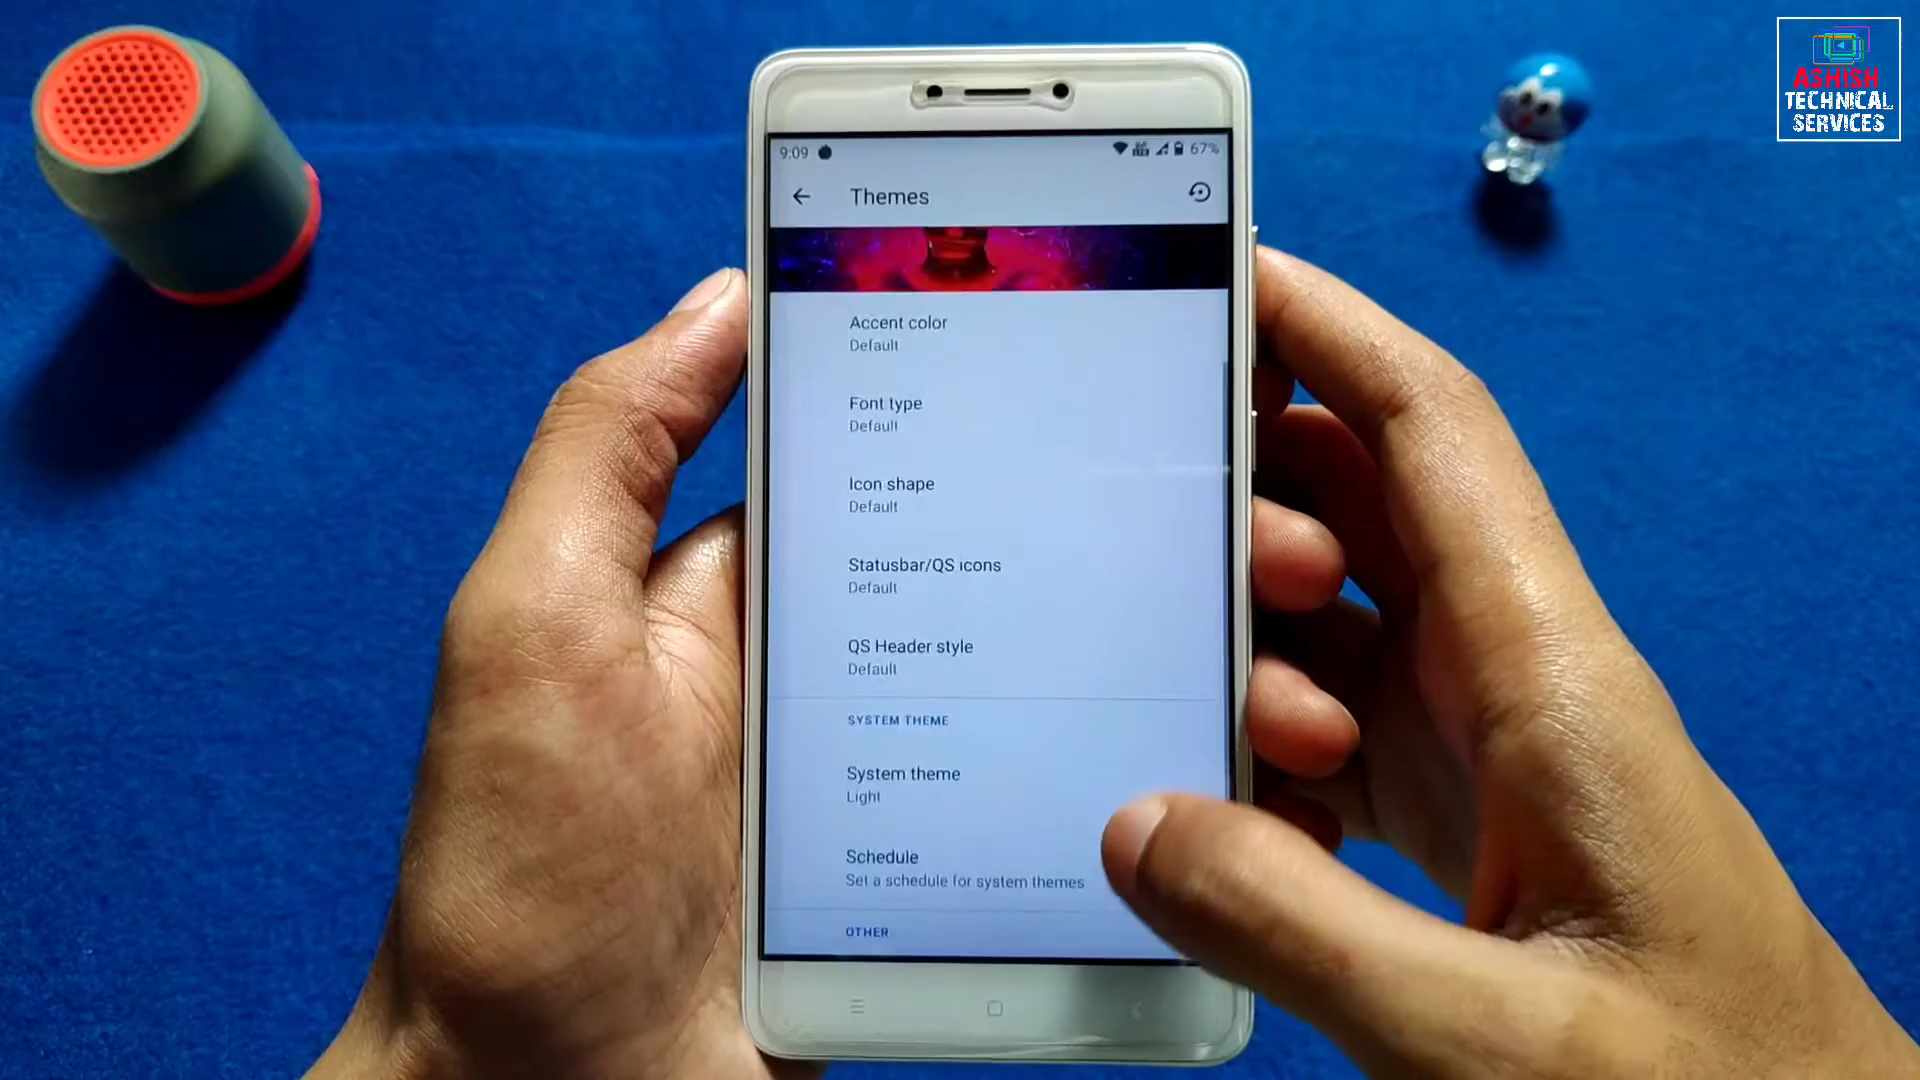 ASHISH
TECHNICAL
SERVICES
9:09
67%
Themes
Accent color
Default
Font type
Default
Icon shape
Default
Statusbar/QS icons
Default
QS Header style
Default
SYSTEM THEME
System theme
Light
Schedule
Set a schedule for system themes
OTHER